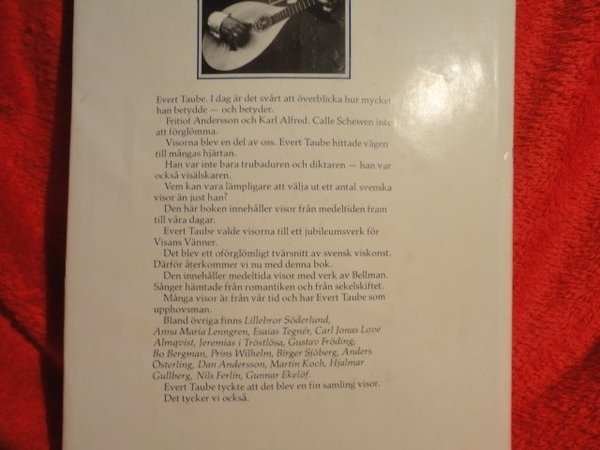 Evert Taube. I dag är det svårt att överblicka hur mycket
han betydde — och betyder.
Fritiof Andersson och Karl Alfred. Calle Schewen inte
att förglömma.
Visorna blev en del av oss. Evert Taube hittade vägen
till mångas hjärtan.
Han var inte bara trubaduren och diktaren — han var
också visälskaren.
Vem kan vara lämpligare att välja ut ett antal svenska
visor än just han?
Den här boken innehåller visor från medeltiden fram
till våra dagar.
Evert Taube valde visorna till ett jubileumsverk för
Visans Vänner.
Det blev ett oförglömligt tvärsnitt av svensk viskonst.
Därför återkommer vi nu med denna bok.
Den innehåller medeltida visor med verk av Bellman.
Sånger hämtade från romantiken och från sekelskiftet.
Många visor är från vår tid och har Evert Taube som
upphovsman.
Bland övriga finns Lillebror Söderlund,
Anna Maria Lenngren, Esaias Tegnér, Carl Jonas Love
Almqvist, Jeremias i Tröstlösa, Gustav Fröding,
Bo Bergman, Prins Wilhelm, Birger Sjöberg, Anders
Österling, Dan Andersson, Martin Koch, Hjalmar
Gullberg, Nils Ferlin, Gunnar Ekelöf.
Evert Taube tyckte att det blev en fin samling visor.
Det tycker vi också.